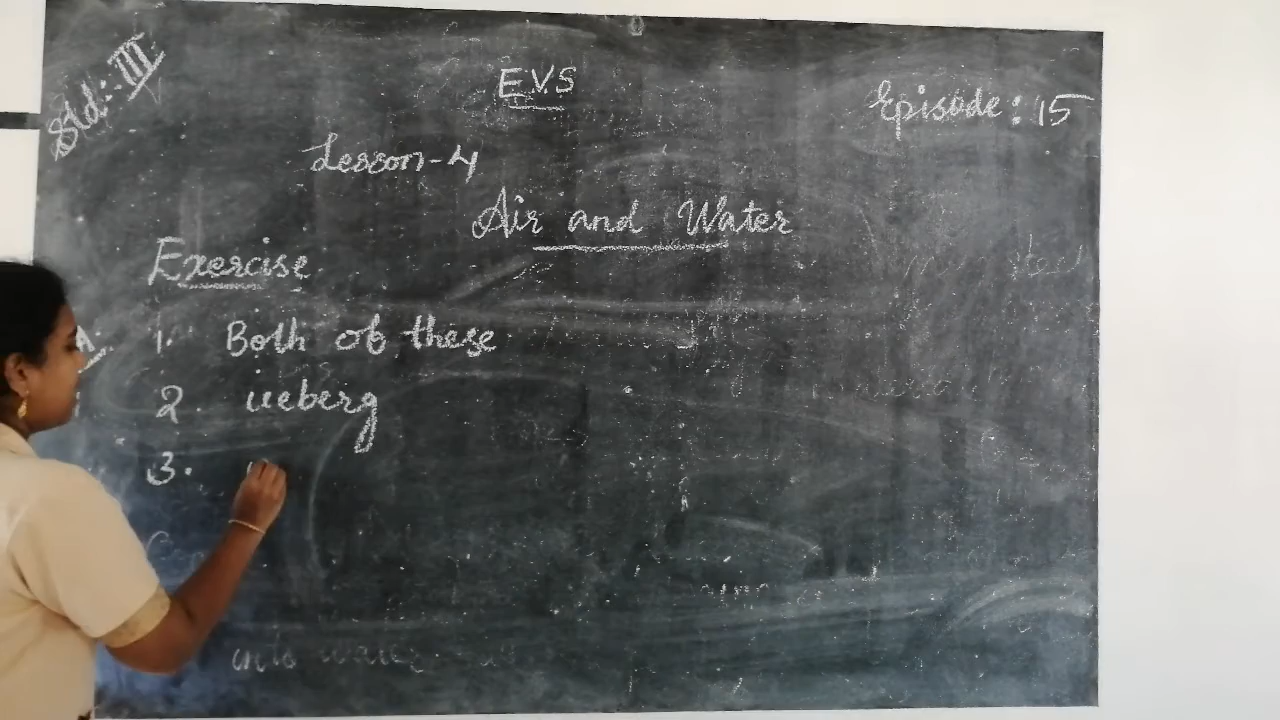 Std:- III
E.V.S
Episode: 15
Lesson-4
Air and Water
Exercise
A. 1. Both of these
2. iceberg
3.
into water